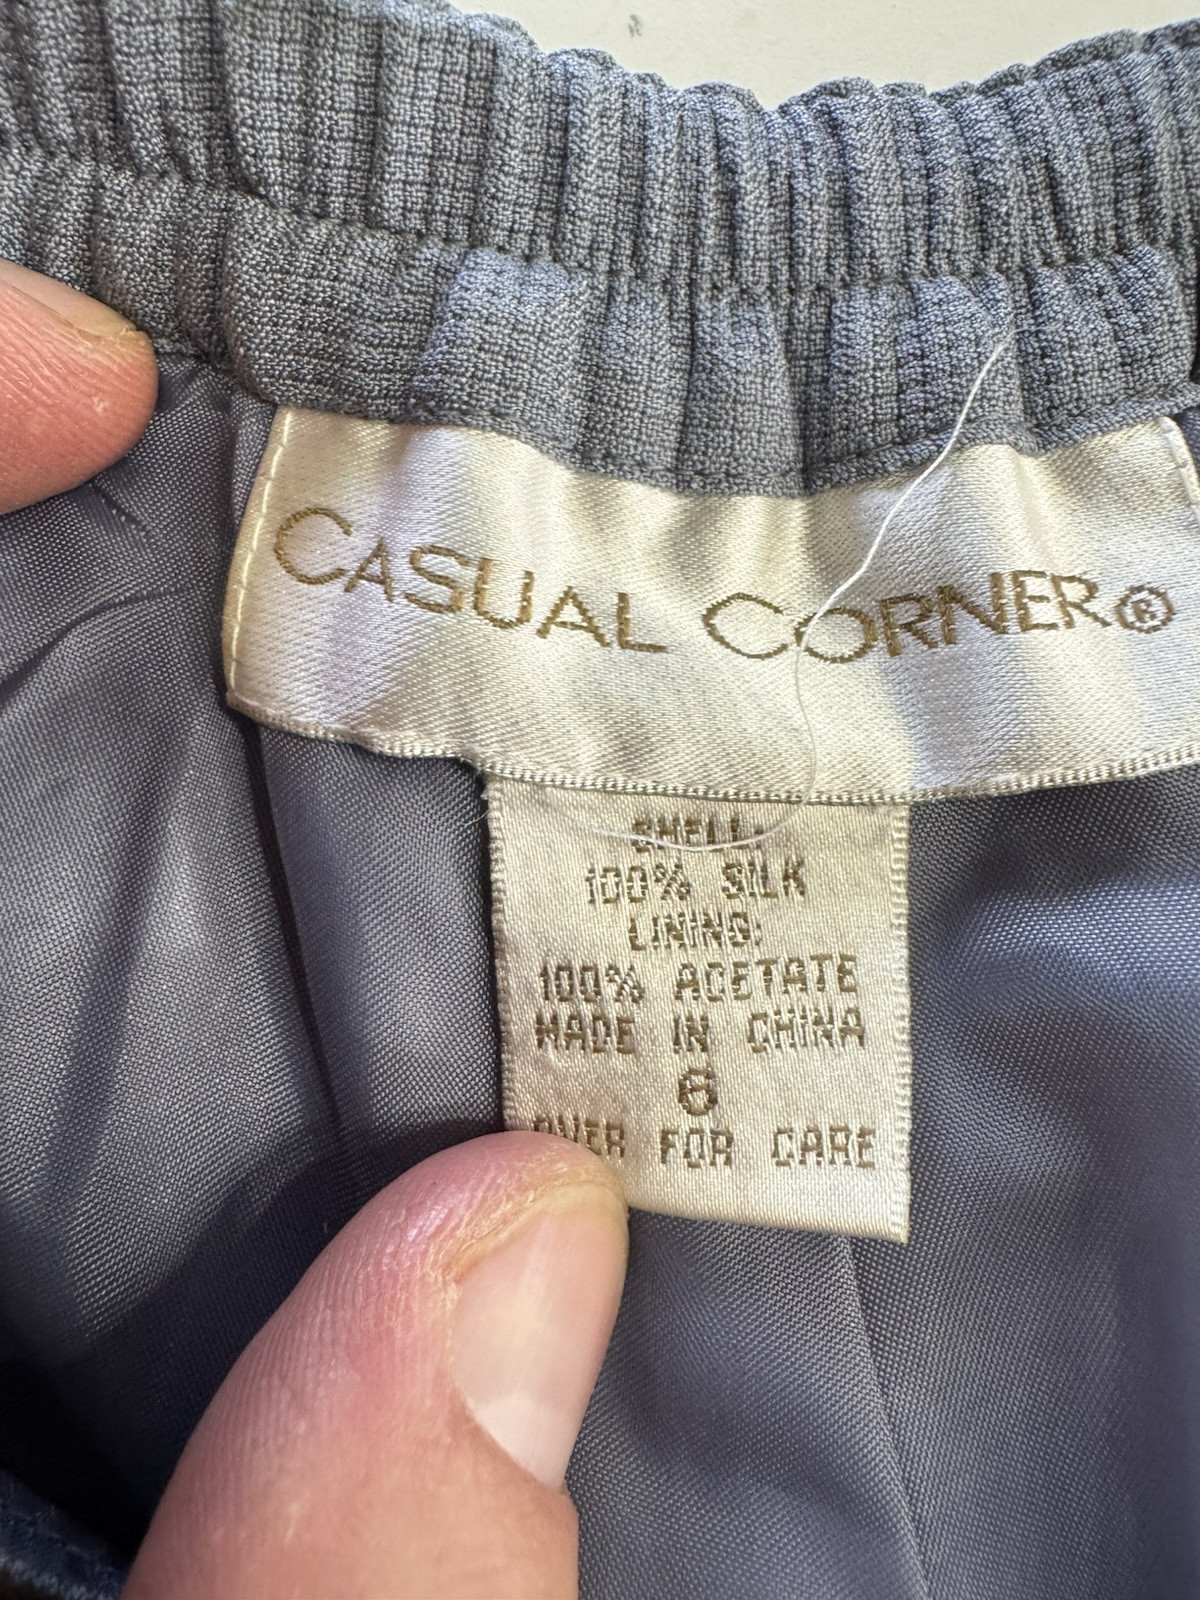 CASUAL CORNER®
SHELL:
100% SILK
LINING:
100% ACETATE
MADE IN CHINA
6
OVER FOR CARE